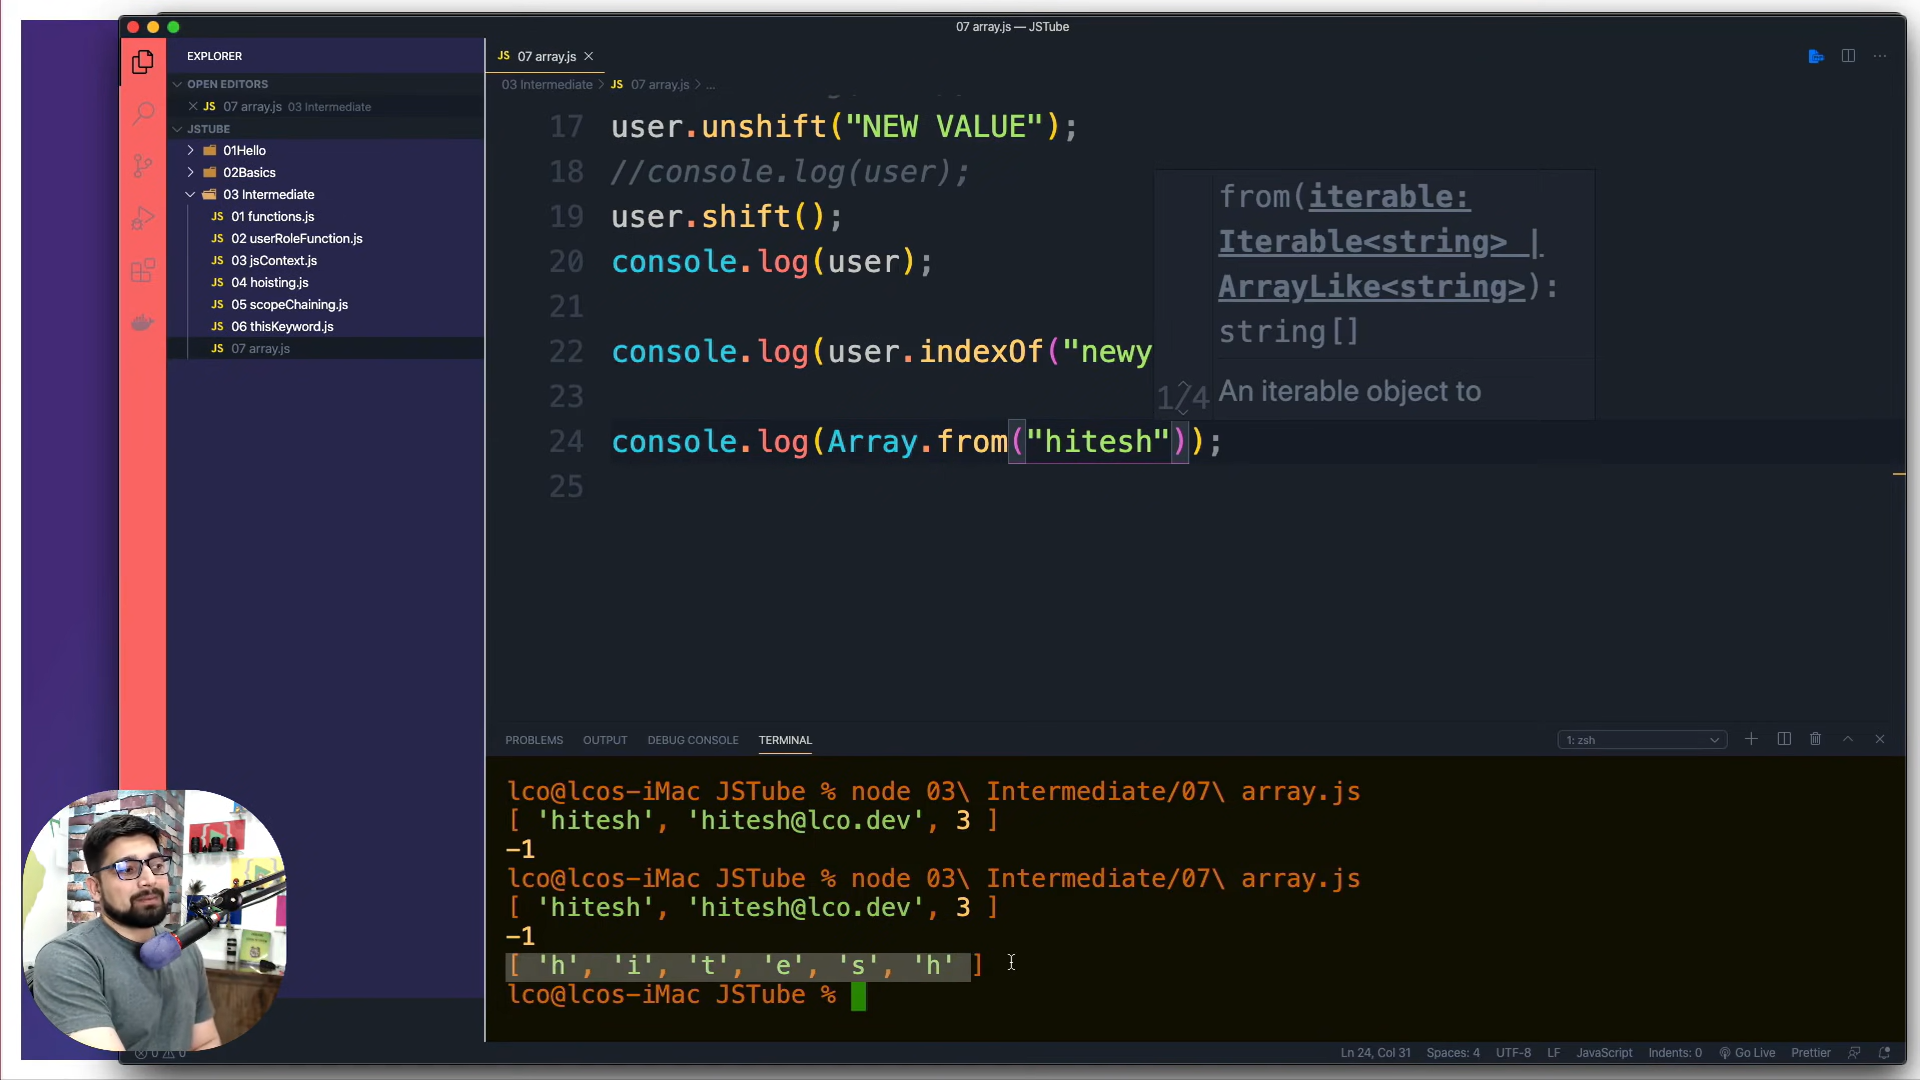 07 array.js — JSTube
EXPLORER
OPEN EDITORS
JS 07 array.js 03 Intermediate
JSTUBE
01Hello
02Basics
03 Intermediate
JS 01 functions.js
JS 02 userRoleFunction.js
JS 03 jsContext.js
JS 04 hoisting.js
JS 05 scopeChaining.js
JS 06 thisKeyword.js
JS 07 array.js
JS 07 array.js
03 Intermediate > JS 07 array.js > ...
17 user.unshift("NEW VALUE");
18 //console.log(user);
19 user.shift();
20 console.log(user);
21
22 console.log(user.indexOf("newy
23
24 console.log(Array.from("hitesh"));
25
from(iterable:
Iterable<string> |
ArrayLike<string>):
string[]
1/4 An iterable object to
PROBLEMS OUTPUT DEBUG CONSOLE TERMINAL
1: zsh
lco@lcos-iMac JSTube % node 03\ Intermediate/07\ array.js
[ 'hitesh', 'hitesh@lco.dev', 3 ]
-1
lco@lcos-iMac JSTube % node 03\ Intermediate/07\ array.js
[ 'hitesh', 'hitesh@lco.dev', 3 ]
-1
[ 'h', 'i', 't', 'e', 's', 'h' ]
lco@lcos-iMac JSTube %
0 0
Ln 24, Col 31 Spaces: 4 UTF-8 LF JavaScript Indents: 0 Go Live Prettier